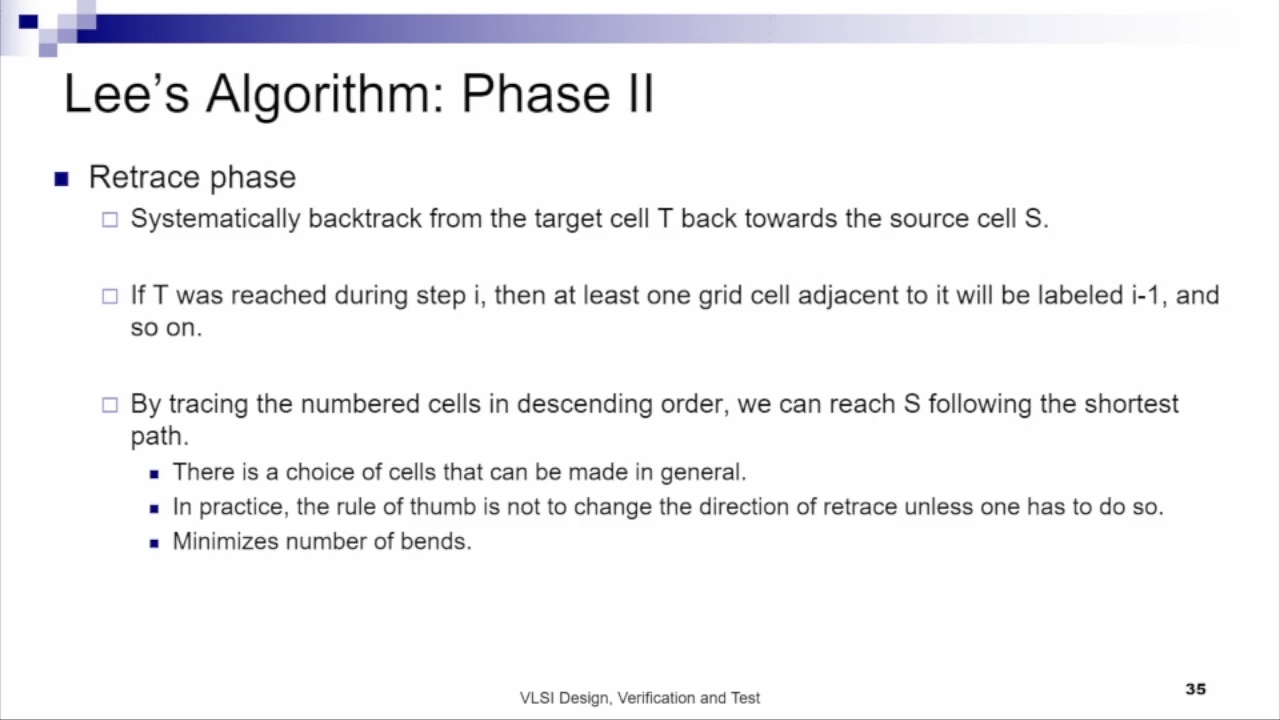 Lee's Algorithm: Phase II
Retrace phase
Systematically backtrack from the target cell T back towards the source cell S.
If T was reached during step i, then at least one grid cell adjacent to it will be labeled i-1, and
so on.
By tracing the numbered cells in descending order, we can reach S following the shortest
path.
There is a choice of cells that can be made in general.
In practice, the rule of thumb is not to change the direction of retrace unless one has to do so.
Minimizes number of bends.
VLSI Design, Verification and Test
35